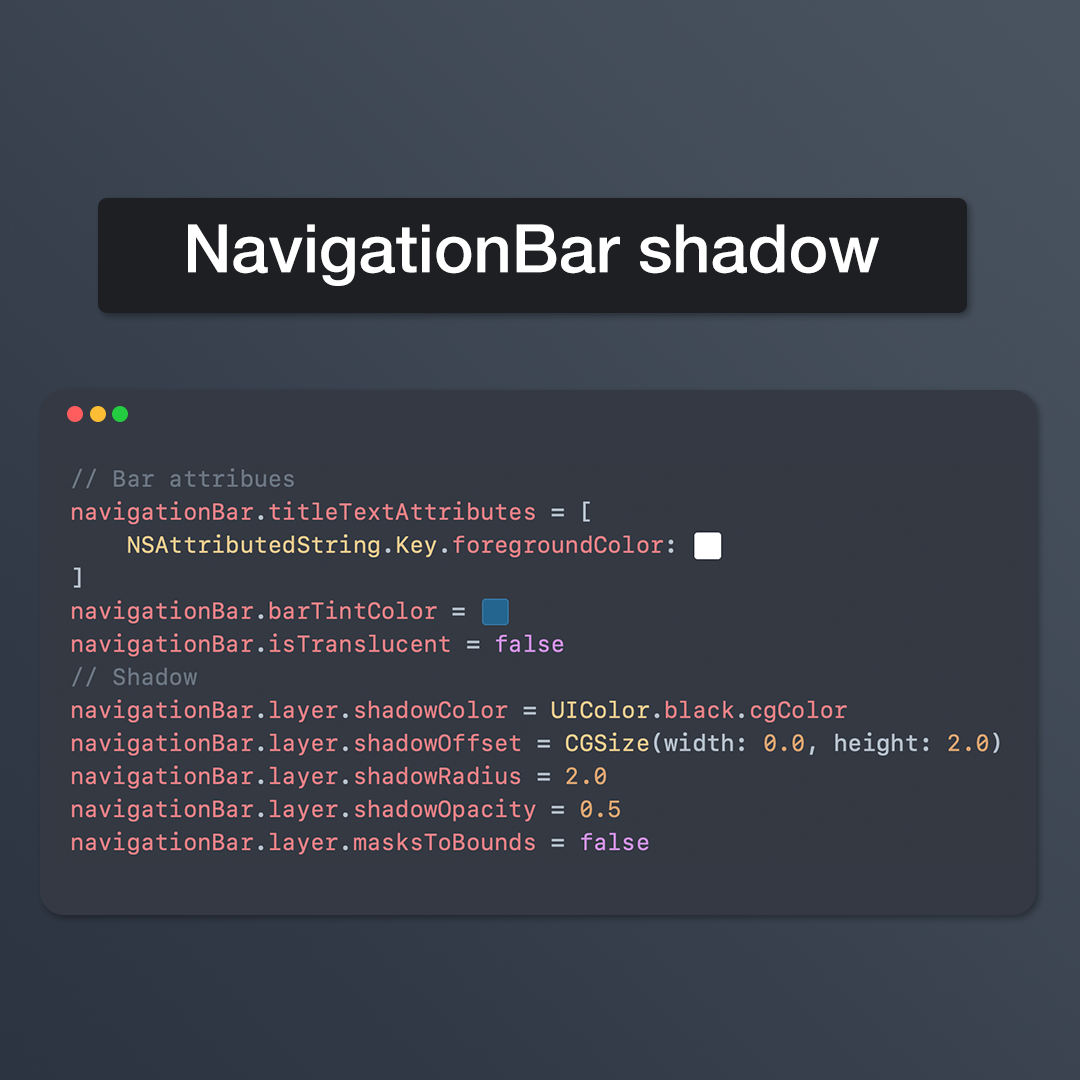 NavigationBar shadow
// Bar attribues
navigationBar.titleTextAttributes = [
    NSAttributedString.Key.foregroundColor:
]
navigationBar.barTintColor =
navigationBar.isTranslucent = false
// Shadow
navigationBar.layer.shadowColor = UIColor.black.cgColor
navigationBar.layer.shadowOffset = CGSize(width: 0.0, height: 2.0)
navigationBar.layer.shadowRadius = 2.0
navigationBar.layer.shadowOpacity = 0.5
navigationBar.layer.masksToBounds = false